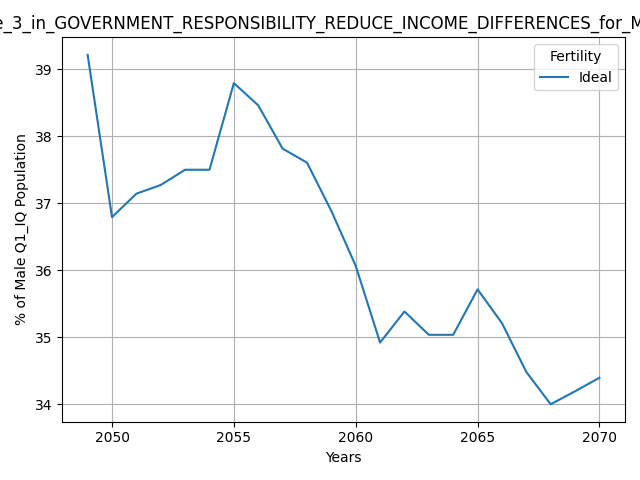 e_3_in_GOVERNMENT_RESPONSIBILITY_REDUCE_INCOME_DIFFERENCES_for_M
Fertility
Ideal
% of Male Q1_IQ Population
39
38
37
36
35
34
2050 2055 2060 2065 2070
Years